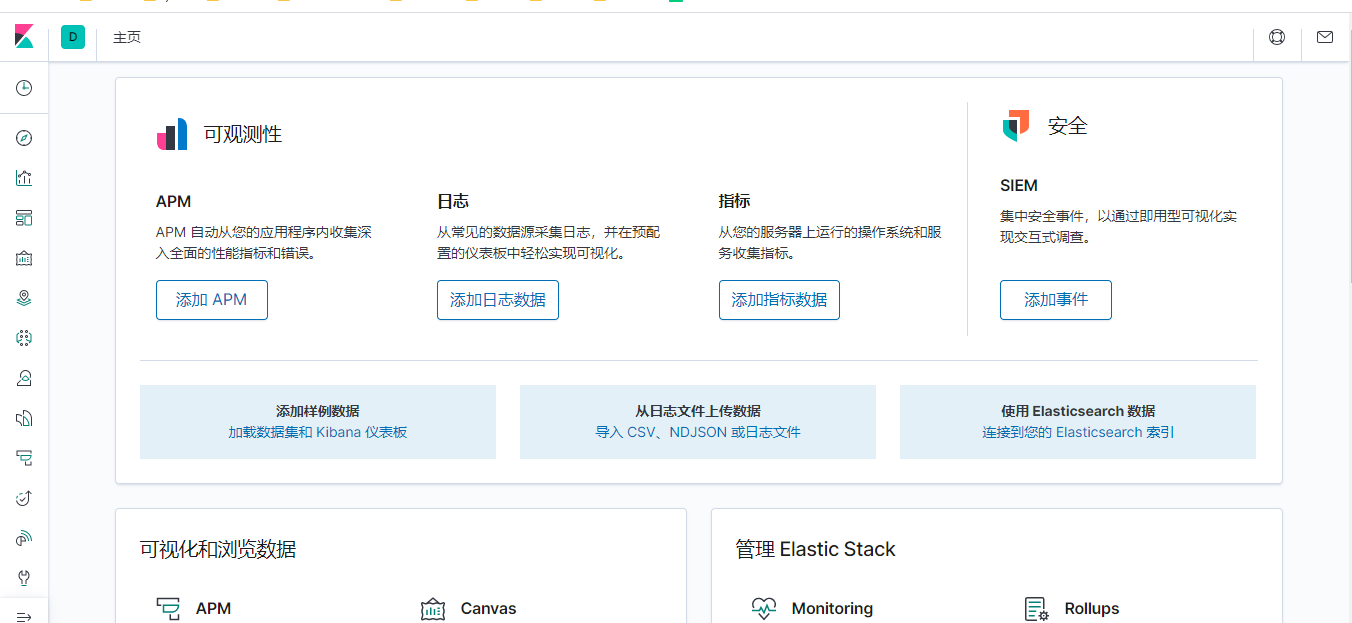 D 主页
可观测性
安全
APM
日志
指标
SIEM
APM 自动从您的应用程序内收集深
入全面的性能指标和错误。
从常见的数据源采集日志，并在预配
置的仪表板中轻松实现可视化。
从您的服务器上运行的操作系统和服
务收集指标。
集中安全事件，以通过即用型可视化实
现交互式调查。
添加 APM
添加日志数据
添加指标数据
添加事件
添加样例数据
加载数据集和 Kibana 仪表板
从日志文件上传数据
导入 CSV、NDJSON 或日志文件
使用 Elasticsearch 数据
连接到您的 Elasticsearch 索引
可视化和浏览数据
管理 Elastic Stack
APM
Canvas
Monitoring
Rollups